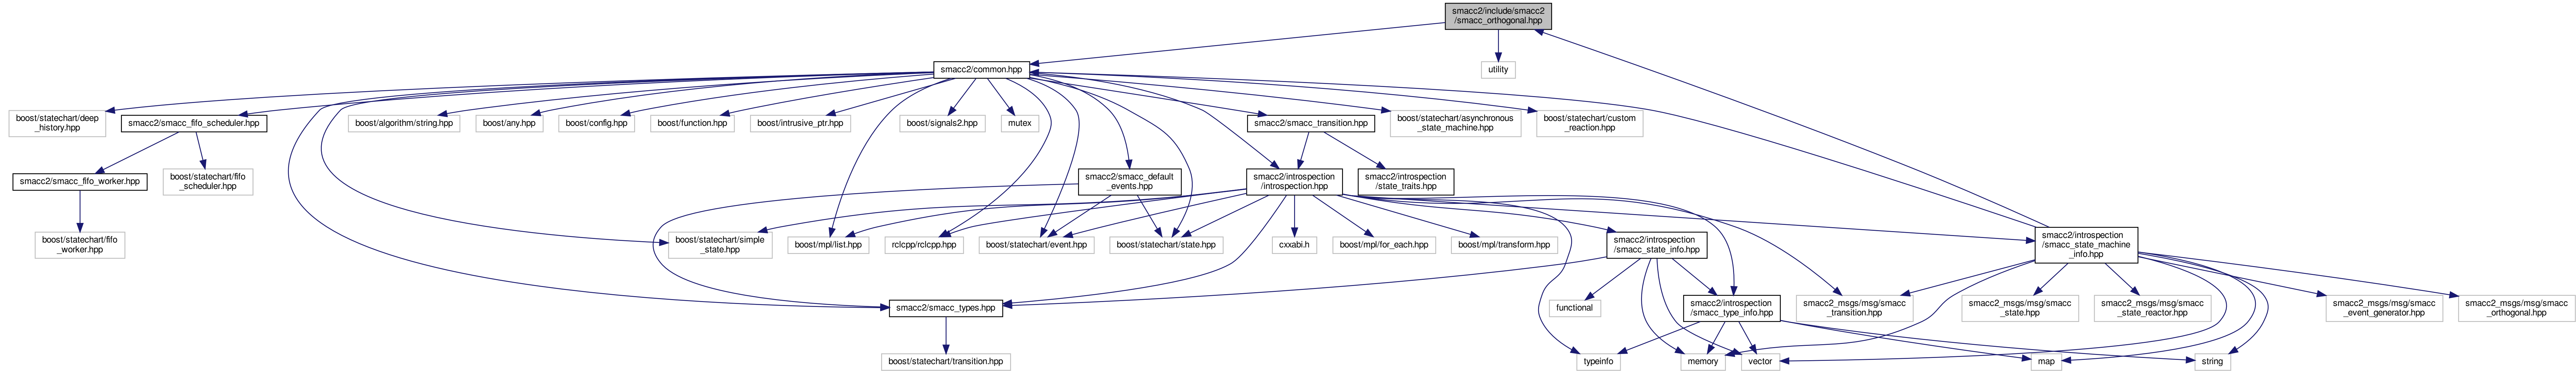 smacc2/include/smacc2
/smacc_orthogonal.hpp
smacc2/common.hpp
utility
boost/statechart/deep
_history.hpp
smacc2/smacc_fifo_scheduler.hpp
boost/algorithm/string.hpp
boost/any.hpp
boost/config.hpp
boost/function.hpp
boost/intrusive_ptr.hpp
boost/signals2.hpp
mutex
smacc2/smacc_transition.hpp
boost/statechart/asynchronous
_state_machine.hpp
boost/statechart/custom
_reaction.hpp
smacc2/smacc_fifo_worker.hpp
boost/statechart/fifo
_scheduler.hpp
smacc2/smacc_default
_events.hpp
smacc2/introspection
/introspection.hpp
smacc2/introspection
/state_traits.hpp
boost/statechart/fifo
_worker.hpp
boost/statechart/simple
_state.hpp
boost/mpl/list.hpp
rclcpp/rclcpp.hpp
boost/statechart/event.hpp
boost/statechart/state.hpp
cxxabi.h
boost/mpl/for_each.hpp
boost/mpl/transform.hpp
smacc2/introspection
/smacc_state_info.hpp
smacc2/introspection
/smacc_state_machine
_info.hpp
smacc2/smacc_types.hpp
functional
smacc2/introspection
/smacc_type_info.hpp
smacc2_msgs/msg/smacc
_transition.hpp
smacc2_msgs/msg/smacc
_state.hpp
smacc2_msgs/msg/smacc
_state_reactor.hpp
smacc2_msgs/msg/smacc
_event_generator.hpp
smacc2_msgs/msg/smacc
_orthogonal.hpp
boost/statechart/transition.hpp
typeinfo
memory
vector
map
string